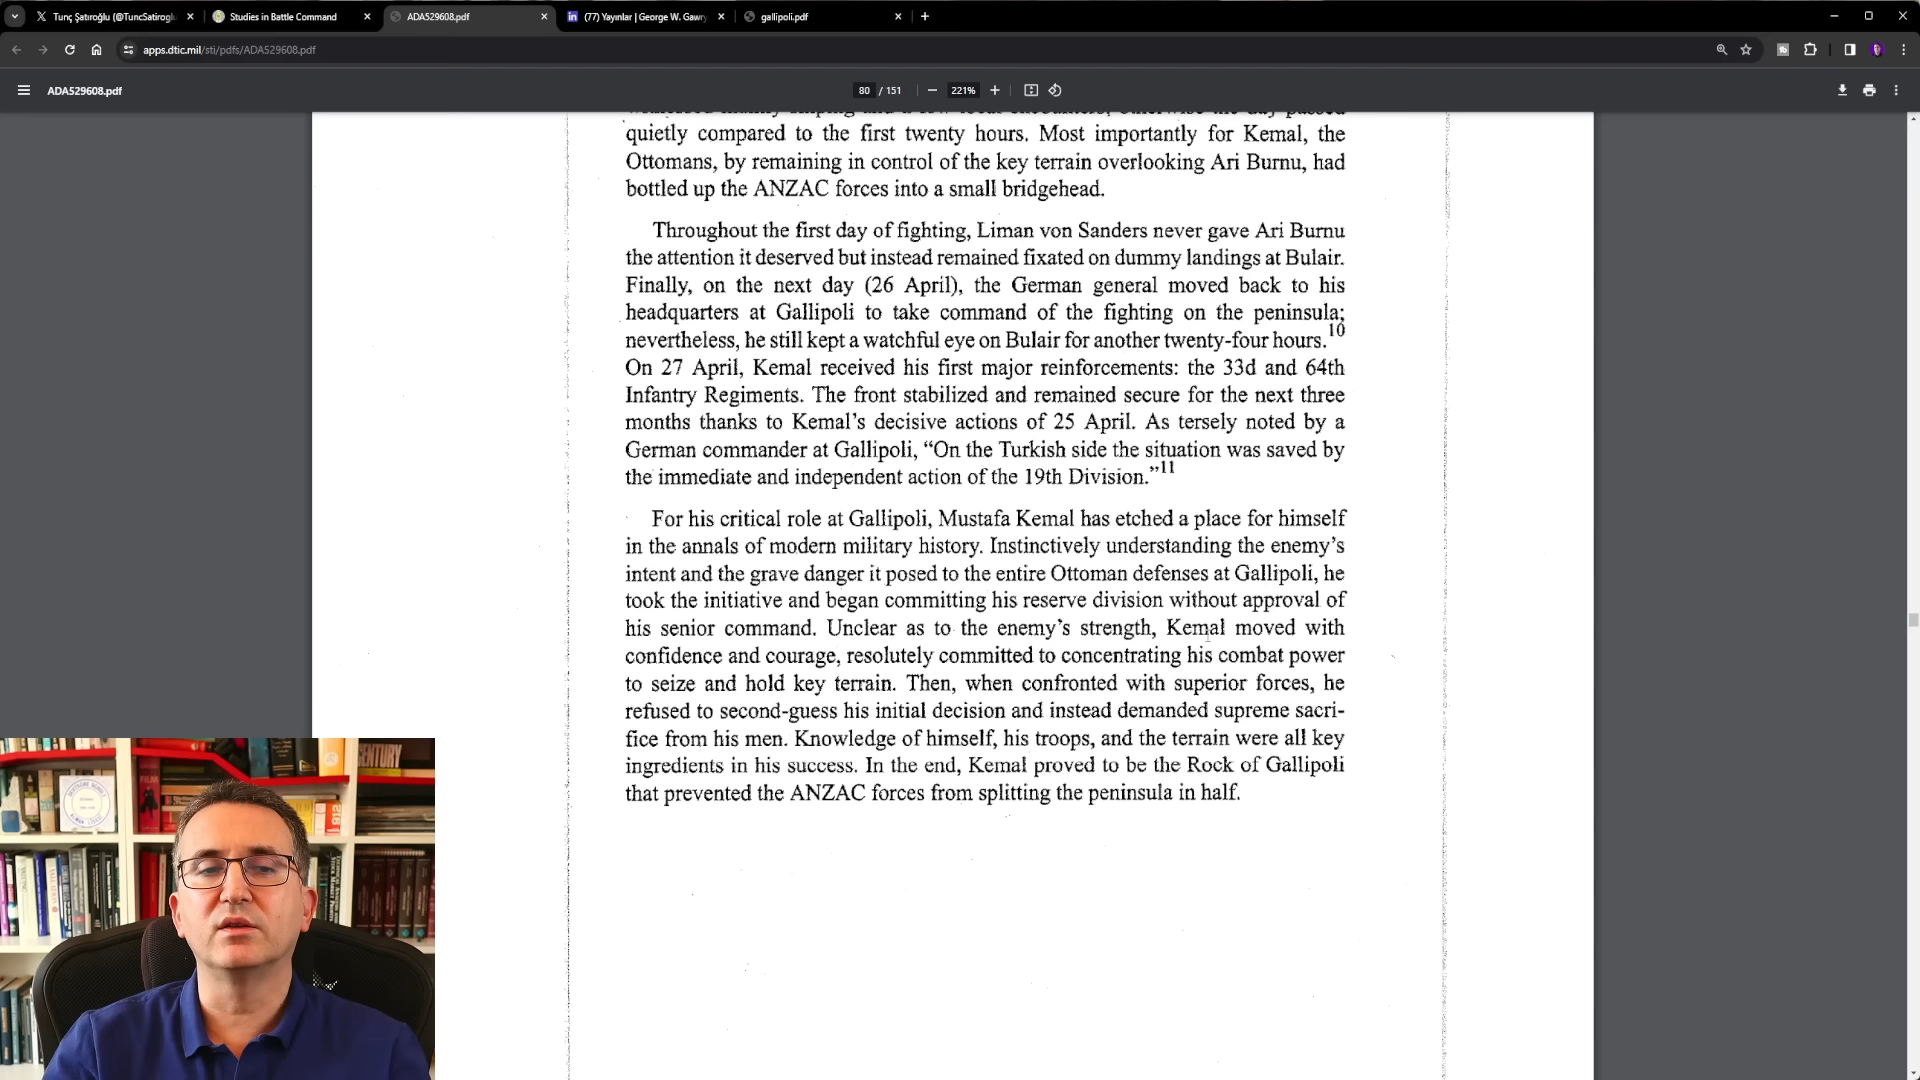 Tunç Şatıroğlu (@TuncSatiroğlu
Studies in Battle Command
ADA529608.pdf
(77) Yayınlar | George W. Gawry
gallipoli.pdf
apps.dtic.mil/sti/pdfs/ADA529608.pdf
ADA529608.pdf
80 / 151
221%
quietly compared to the first twenty hours. Most importantly for Kemal, the
Ottomans, by remaining in control of the key terrain overlooking Ari Burnu, had
bottled up the ANZAC forces into a small bridgehead.
Throughout the first day of fighting, Liman von Sanders never gave Ari Burnu
the attention it deserved but instead remained fixated on dummy landings at Bulair.
Finally, on the next day (26 April), the German general moved back to his
headquarters at Gallipoli to take command of the fighting on the peninsula;
nevertheless, he still kept a watchful eye on Bulair for another twenty-four hours.10
On 27 April, Kemal received his first major reinforcements: the 33d and 64th
Infantry Regiments. The front stabilized and remained secure for the next three
months thanks to Kemal's decisive actions of 25 April. As tersely noted by a
German commander at Gallipoli, “On the Turkish side the situation was saved by
the immediate and independent action of the 19th Division.”11
For his critical role at Gallipoli, Mustafa Kemal has etched a place for himself
in the annals of modern military history. Instinctively understanding the enemy's
intent and the grave danger it posed to the entire Ottoman defenses at Gallipoli, he
took the initiative and began committing his reserve division without approval of
his senior command. Unclear as to the enemy's strength, Kemal moved with
confidence and courage, resolutely committed to concentrating his combat power
to seize and hold key terrain. Then, when confronted with superior forces, he
refused to second-guess his initial decision and instead demanded supreme sacri-
fice from his men. Knowledge of himself, his troops, and the terrain were all key
ingredients in his success. In the end, Kemal proved to be the Rock of Gallipoli
that prevented the ANZAC forces from splitting the peninsula in half.
CENTURY